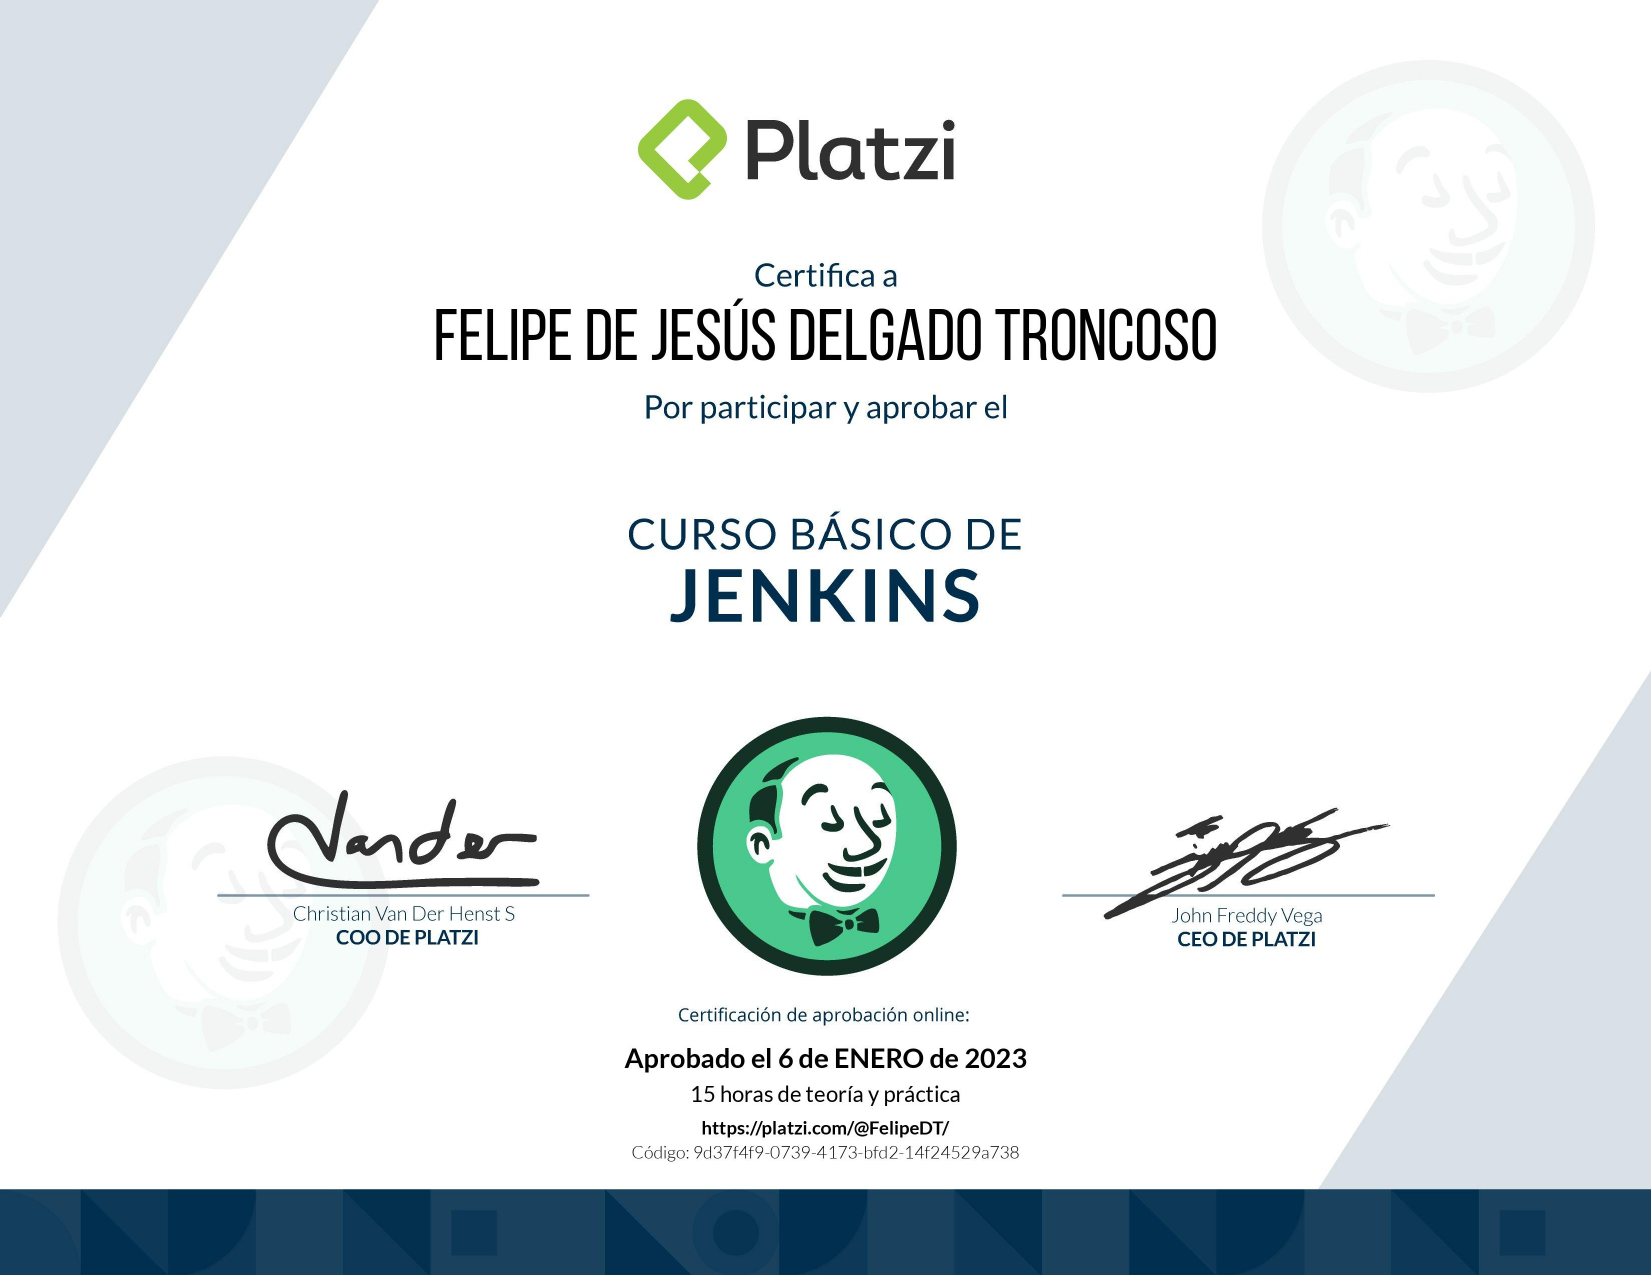 Platzi
Certifica a
FELIPE DE JESÚS DELGADO TRONCOSO
Por participar y aprobar el
CURSO BÁSICO DE
JENKINS
Vander
Christian Van Der Henst S
COO DE PLATZI
John Freddy Vega
CEO DE PLATZI
Certificación de aprobación online:
Aprobado el 6 de ENERO de 2023
15 horas de teoría y práctica
https://platzi.com/@FelipeDT/
Código: 9d37f4f9-0739-4173-bfd2-14f24529a738